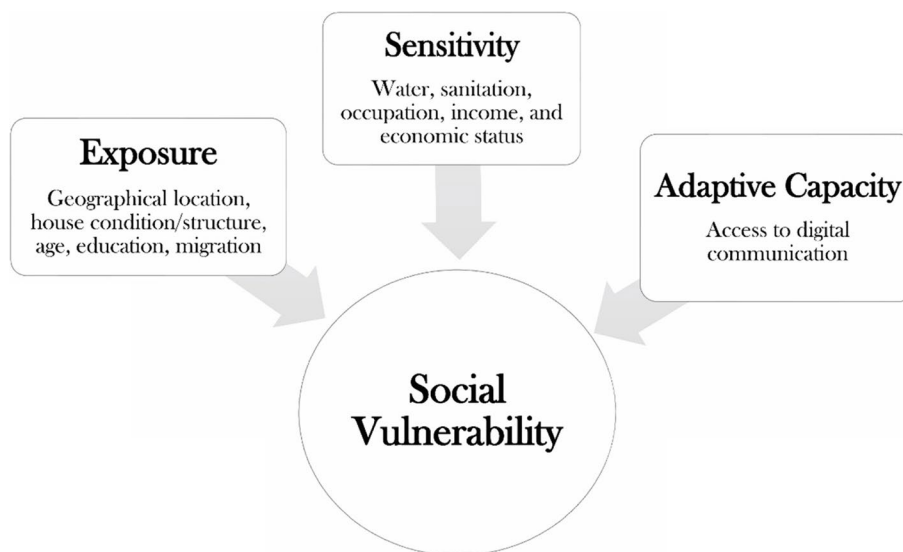 Sensitivity
Water, sanitation,
occupation, income, and
economic status
Exposure
Geographical location,
house condition/structure,
age, education, migration
Adaptive Capacity
Access to digital
communication
Social
Vulnerability